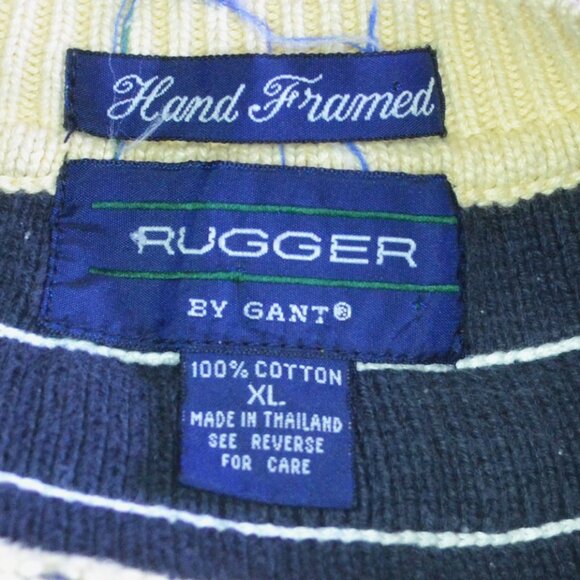 Hand Framed
RUGGER
BY GANT®
100% COTTON
XL
MADE IN THAILAND
SEE REVERSE
FOR CARE